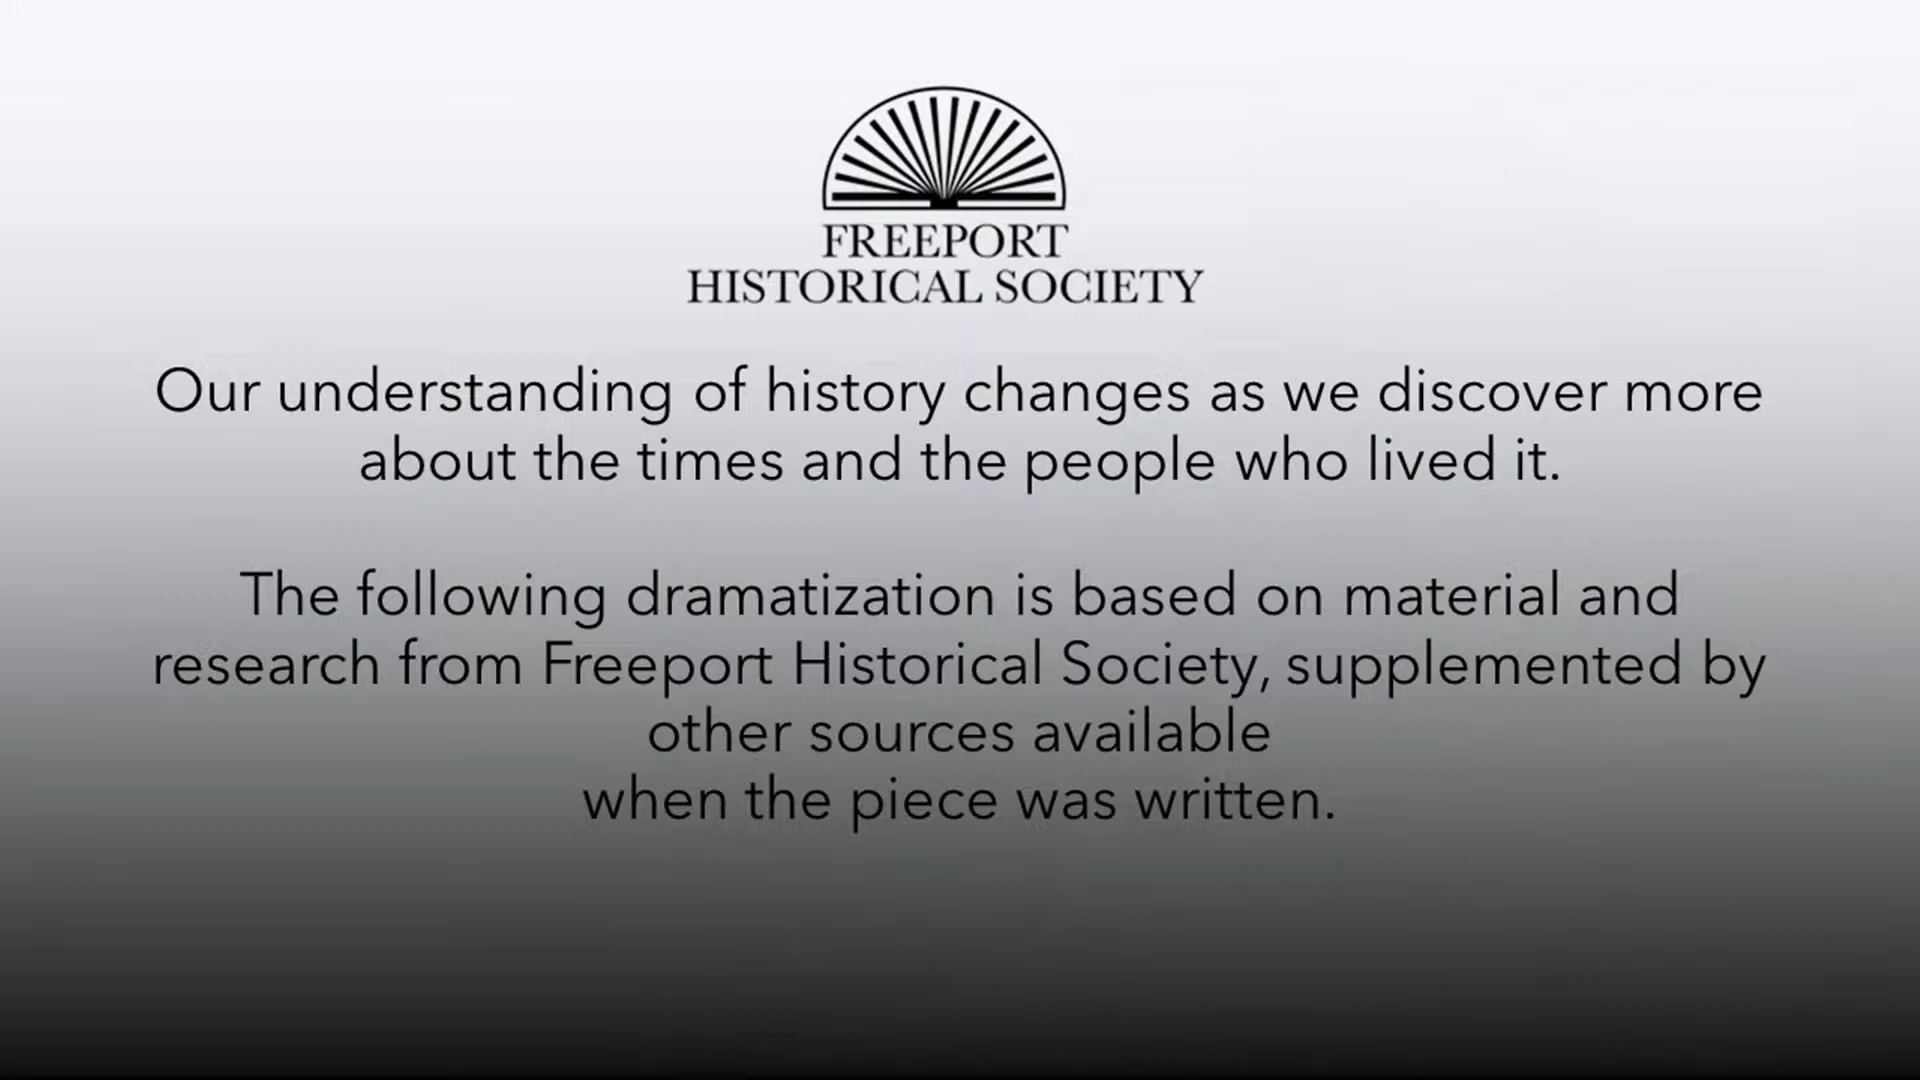 FREEPORT
HISTORICAL SOCIETY
Our understanding of history changes as we discover more
about the times and the people who lived it.
The following dramatization is based on material and
research from Freeport Historical Society, supplemented by
other sources available
when the piece was written.